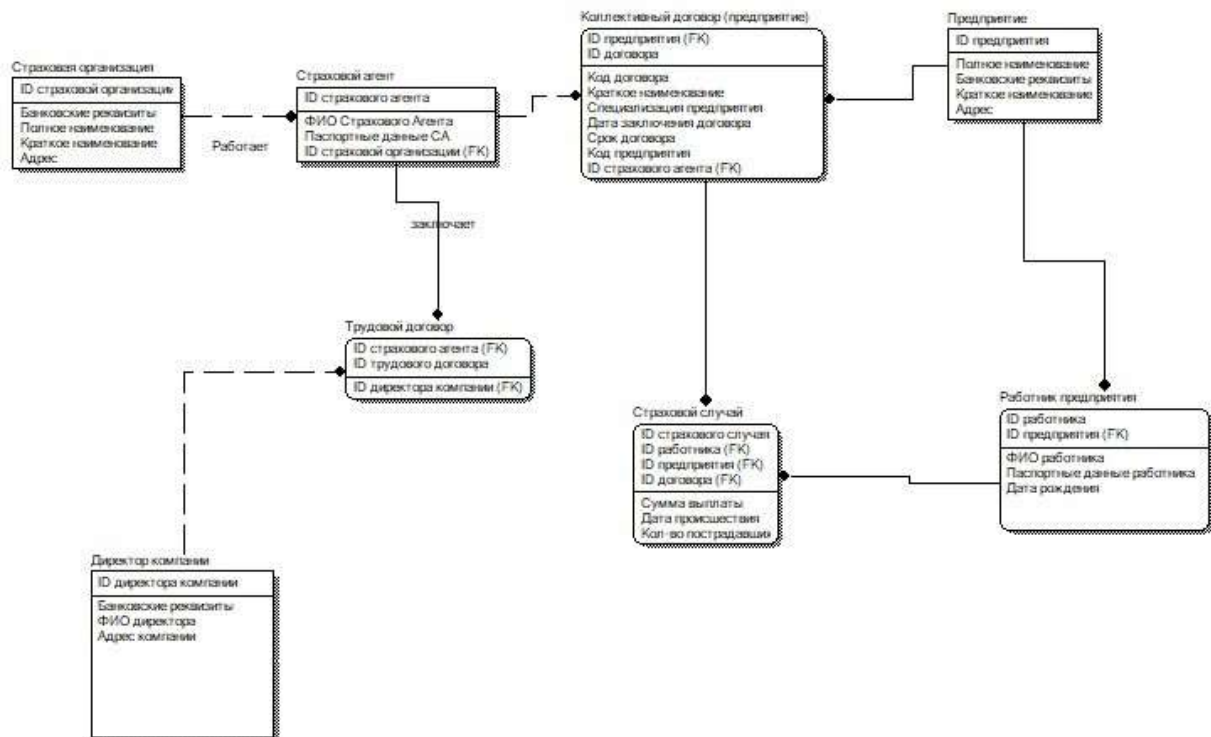 Страховая организация
ID страховой организации
Банковские реквизиты
Полное наименование
Краткое наименование
Адрес
Работает
Страховой агент
ID страхового агента
ФИО Страхового Агента
Паспортные данные СА
ID страховой организации (FK)
заключает
Коллективный договор (предприятие)
ID предприятия (FK)
ID договора
Код договора
Краткое наименование
Специализация предприятия
Дата заключения договора
Срок договора
Код предприятия
ID страхового агента (FK)
Предприятие
ID предприятия
Полное наименование
Банковские реквизиты
Краткое наименование
Адрес
Трудовой договор
ID страхового агента (FK)
ID трудового договора
ID директора компании (FK)
Страховой случай
ID страхового случая
ID работника (FK)
ID предприятия (FK)
ID договора (FK)
Сумма выплаты
Дата происшествия
Кол-во пострадавших
Работник предприятия
ID работника
ID предприятия (FK)
ФИО работника
Паспортные данные работника
Дата рождения
Директор компании
ID директора компании
Банковские реквизиты
ФИО директора
Адрес компании